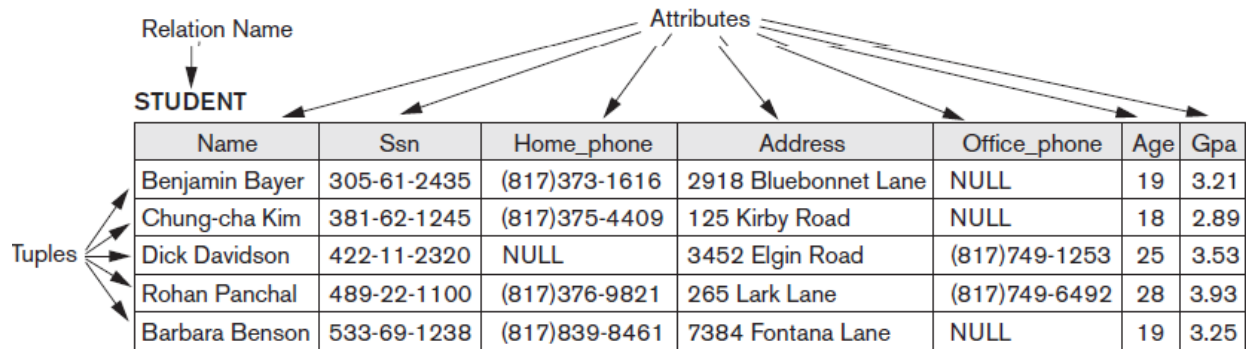 Attributes
Relation Name
STUDENT
Name Ssn Home_phone Address Office_phone Age Gpa
Benjamin Bayer 305-61-2435 (817)373-1616 2918 Bluebonnet Lane NULL 19 3.21
Chung-cha Kim 381-62-1245 (817)375-4409 125 Kirby Road NULL 18 2.89
Tuples Dick Davidson 422-11-2320 NULL 3452 Elgin Road (817)749-1253 25 3.53
Rohan Panchal 489-22-1100 (817)376-9821 265 Lark Lane (817)749-6492 28 3.93
Barbara Benson 533-69-1238 (817)839-8461 7384 Fontana Lane NULL 19 3.25